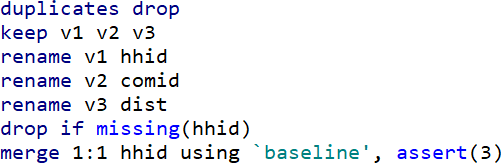 duplicates drop
keep v1 v2 v3
rename v1 hhid
rename v2 comid
rename v3 dist
drop if missing(hhid)
merge 1:1 hhid using `baseline', assert(3)